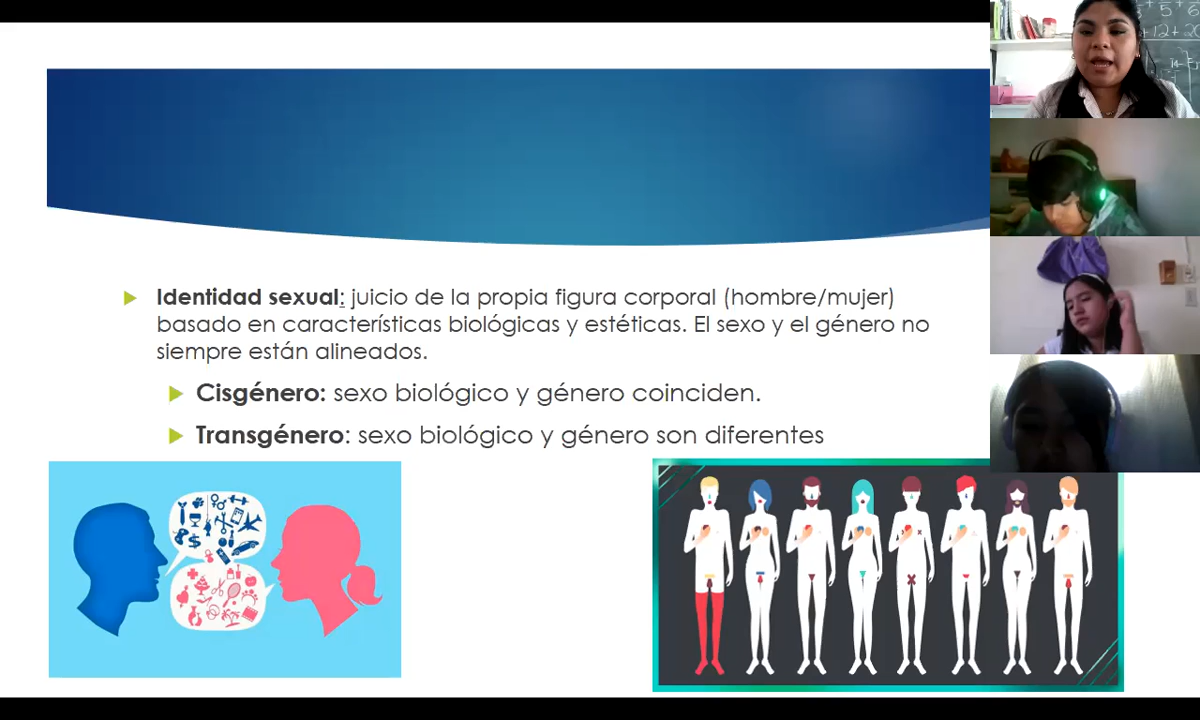 Identidad sexual: juicio de la propia figura corporal (hombre/mujer)
basado en características biológicas y estéticas. El sexo y el género no
siempre están alineados.
Cisgénero: sexo biológico y género coinciden.
Transgénero: sexo biológico y género son diferentes